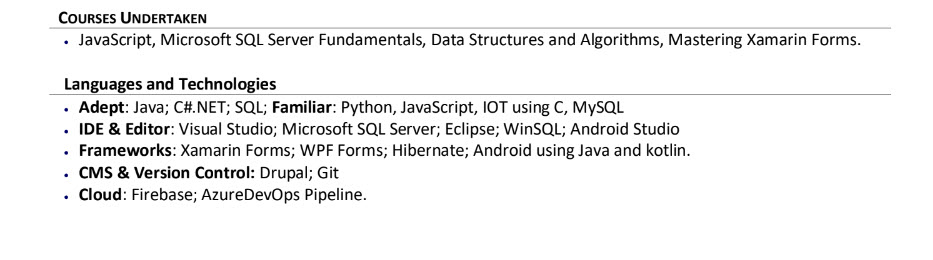 COURSES UNDERTAKEN
• JavaScript, Microsoft SQL Server Fundamentals, Data Structures and Algorithms, Mastering Xamarin Forms.
Languages and Technologies
• Adept: Java; C#.NET; SQL; Familiar: Python, JavaScript, IOT using C, MySQL
• IDE & Editor: Visual Studio; Microsoft SQL Server; Eclipse; WinSQL; Android Studio
• Frameworks: Xamarin Forms; WPF Forms; Hibernate; Android using Java and kotlin.
• CMS & Version Control: Drupal; Git
• Cloud: Firebase; AzureDevOps Pipeline.